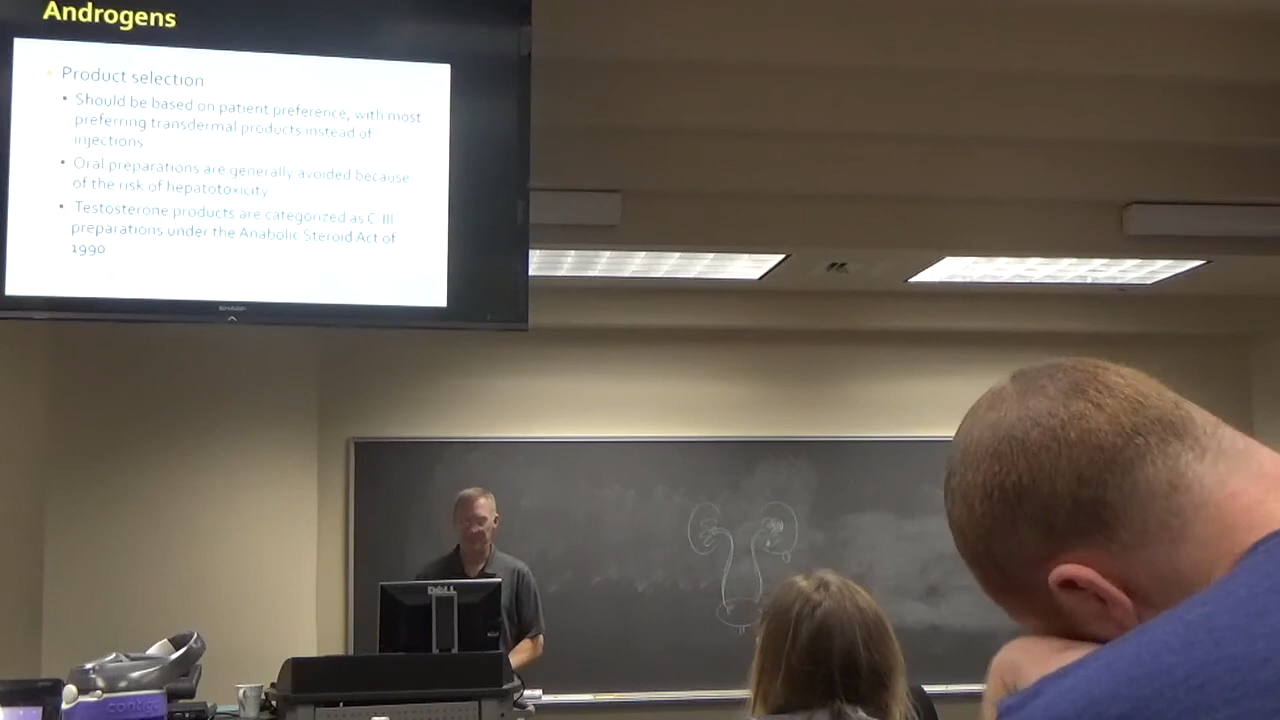 Androgens
Product selection
Should be based on patient preference, with most
preferring transdermal products instead of
injections
Oral preparations are generally avoided because
of the risk of hepatotoxicity
Testosterone products are categorized as C-III
preparations under the Anabolic Steroid Act of
1990
SHARP
DELL
contigo